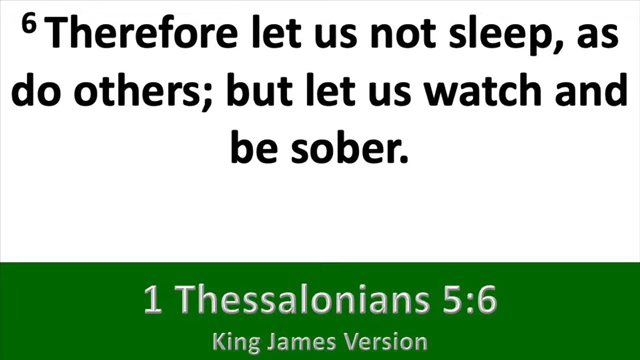 6 Therefore let us not sleep, as
do others; but let us watch and
be sober.
1 Thessalonians 5:6
King James Version